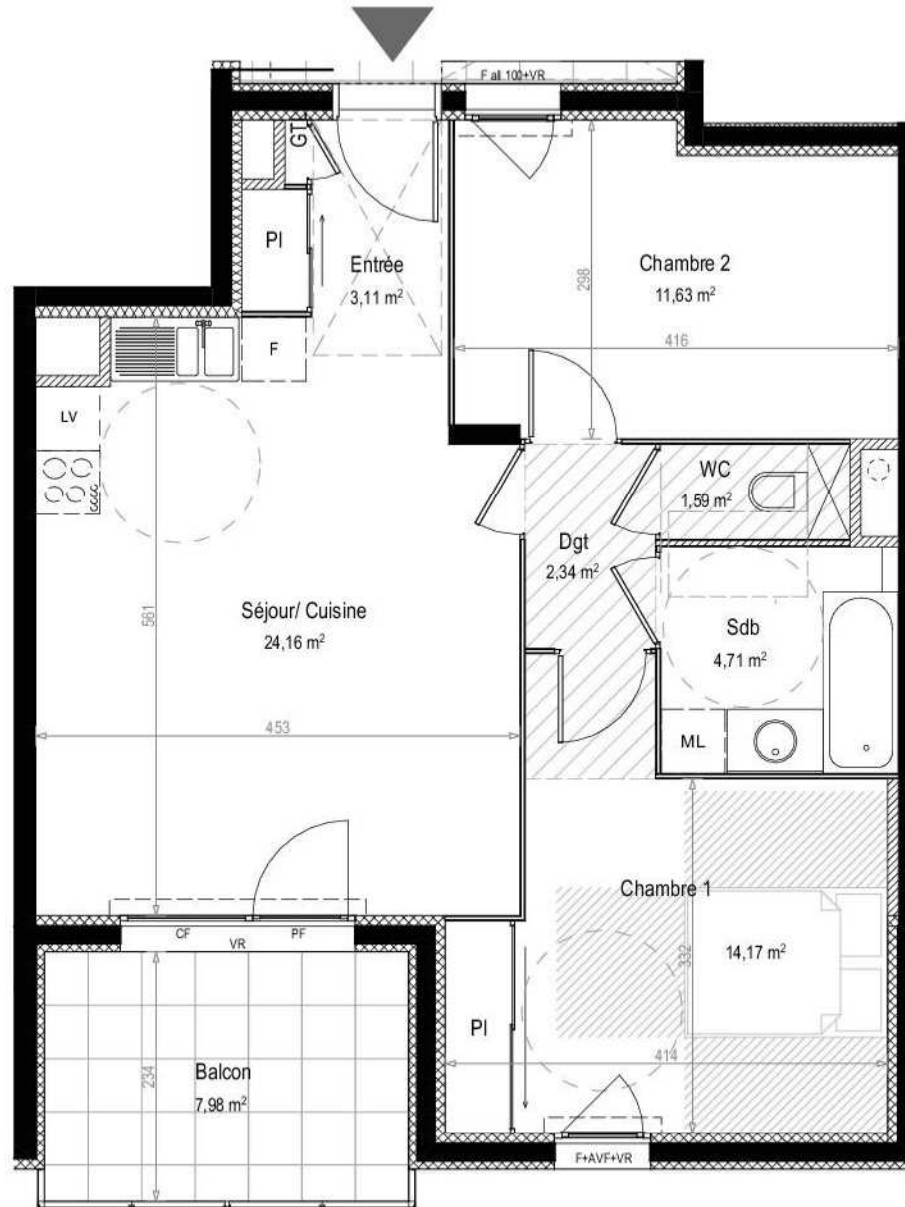 F all 100+VR
GT
Pl
Entrée
3,11 m²
298
Chambre 2
11,63 m²
416
F
LV
WC
1,59 m²
Dgt
2,34 m²
561
Séjour/ Cuisine
24,16 m²
Sdb
4,71 m²
453
ML
Chambre 1
14,17 m²
332
CF
VR
PF
Pl
414
Balcon
7,98 m²
234
F+AVF+VR